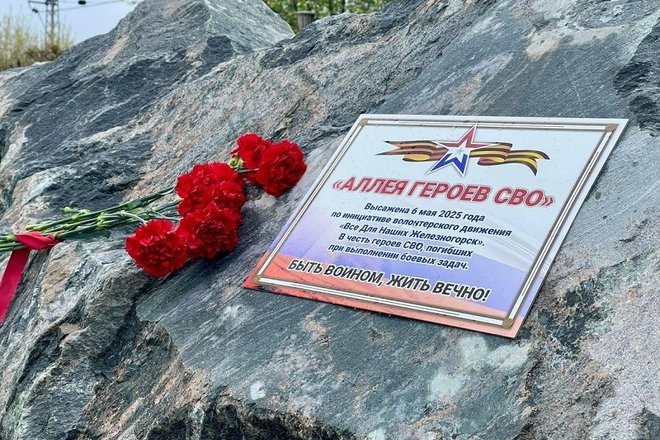 «АЛЛЕЯ ГЕРОЕВ СВО»
Высажена 6 мая 2025 года
по инициативе волонтерского движения
«Все Для Наших Железногорск».
В честь героев СВО, погибших
при выполнении боевых задач.
БЫТЬ ВОИНОМ, ЖИТЬ ВЕЧНО!